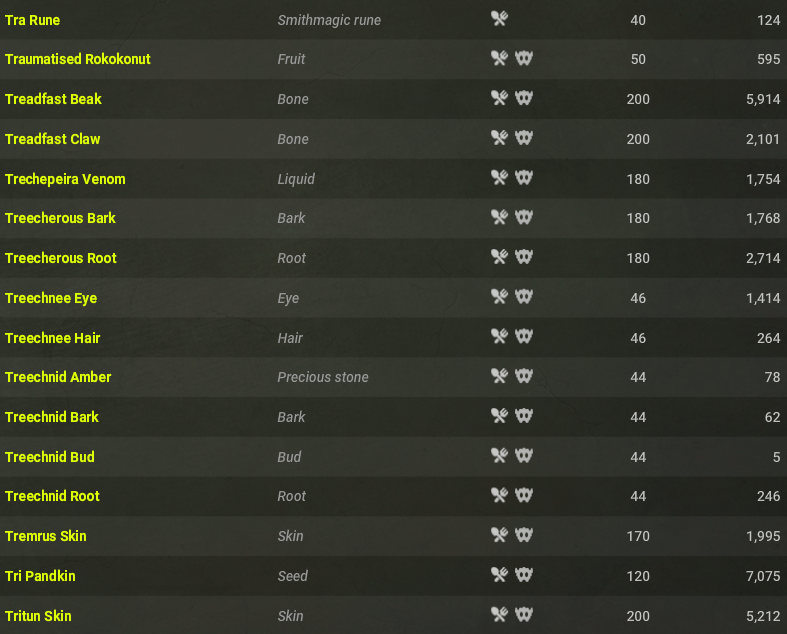 Tra Rune Smithmagic rune 40 124
Traumatised Rokokonut Fruit 50 595
Treadfast Beak Bone 200 5,914
Treadfast Claw Bone 200 2,101
Trechepeira Venom Liquid 180 1,754
Treecherous Bark Bark 180 1,768
Treecherous Root Root 180 2,714
Treechnee Eye Eye 46 1,414
Treechnee Hair Hair 46 264
Treechnid Amber Precious stone 44 78
Treechnid Bark Bark 44 62
Treechnid Bud Bud 44 5
Treechnid Root Root 44 246
Tremrus Skin Skin 170 1,995
Tri Pandkin Seed 120 7,075
Tritun Skin Skin 200 5,212